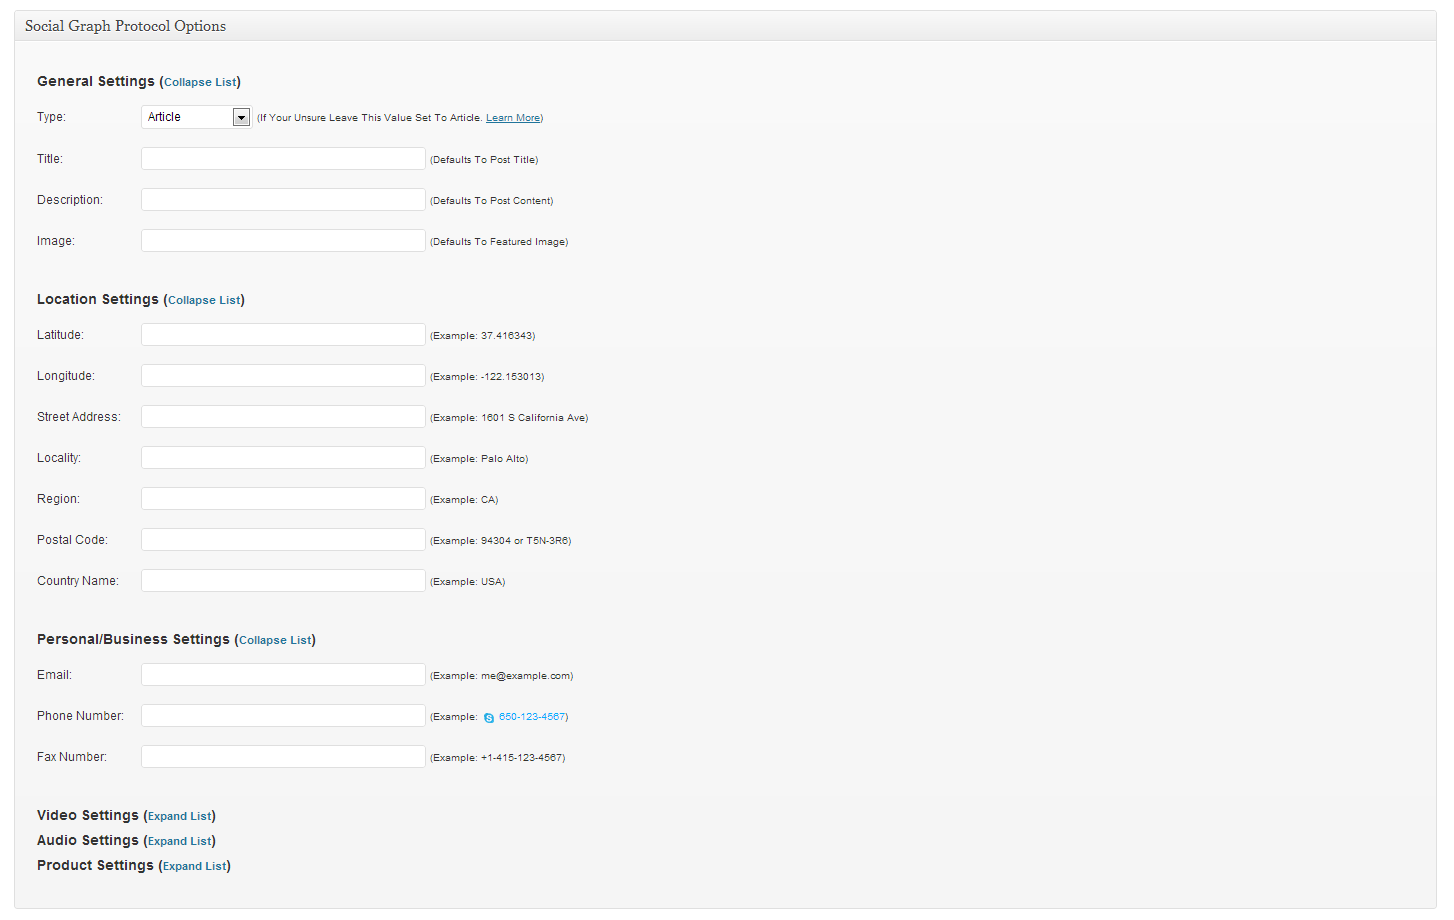 Social Graph Protocol Options
General Settings (Collapse List)
Type: Article (If Your Unsure Leave This Value Set To Article. Learn More)
Title: (Defaults To Post Title)
Description: (Defaults To Post Content)
Image: (Defaults To Featured Image)
Location Settings (Collapse List)
Latitude: (Example: 37.416343)
Longitude: (Example: -122.153013)
Street Address: (Example: 1601 S California Ave)
Locality: (Example: Palo Alto)
Region: (Example: CA)
Postal Code: (Example: 94304 or T5N-3R6)
Country Name: (Example: USA)
Personal/Business Settings (Collapse List)
Email: (Example: me@example.com)
Phone Number: (Example: 650-123-4567)
Fax Number: (Example: +1-415-123-4567)
Video Settings (Expand List)
Audio Settings (Expand List)
Product Settings (Expand List)